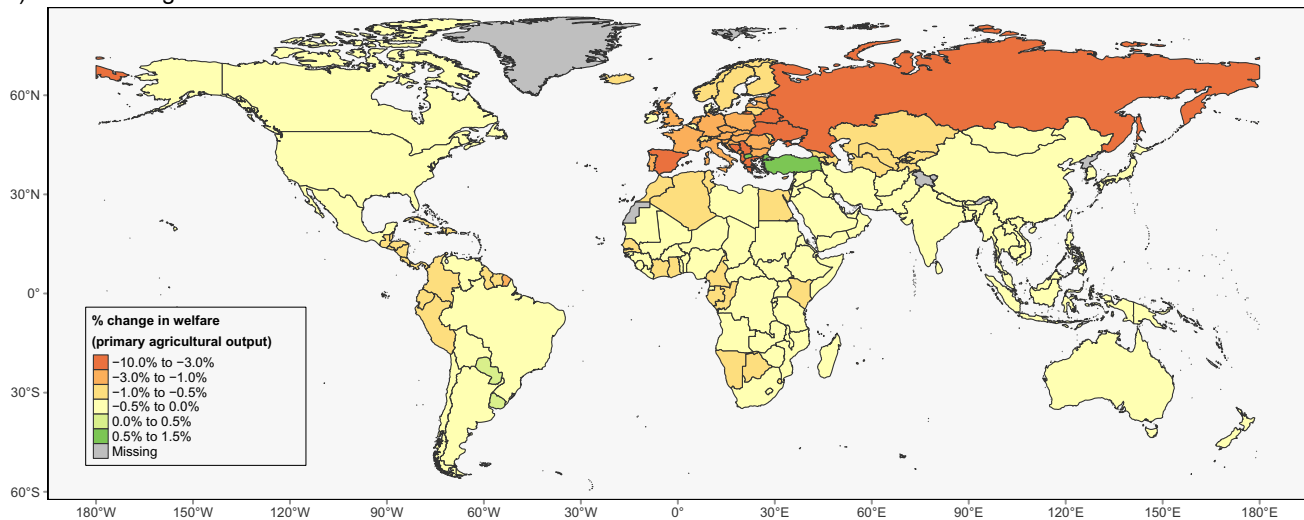 60°N
30°N
0°
30°S
60°S
% change in welfare
(primary agricultural output)
−10.0% to −3.0%
−3.0% to −1.0%
−1.0% to −0.5%
−0.5% to 0.0%
0.0% to 0.5%
0.5% to 1.5%
Missing
180°W 150°W 120°W 90°W 60°W 30°W 0° 30°E 60°E 90°E 120°E 150°E 180°E